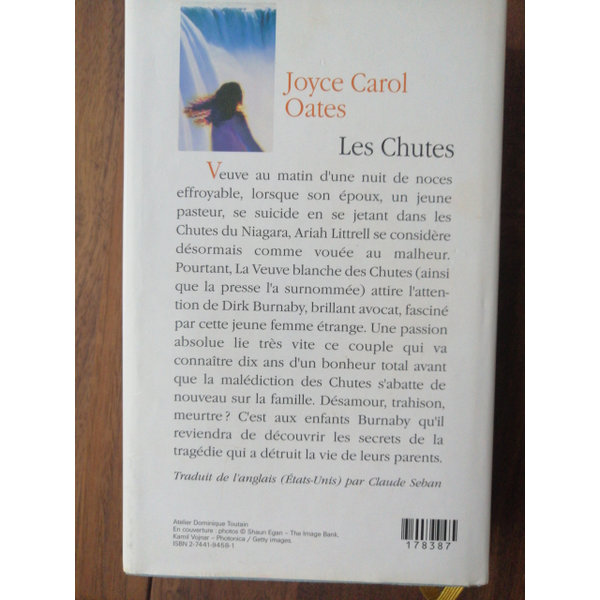 Joyce Carol
Oates
Les Chutes
Veuve au matin d'une nuit de noces
effroyable, lorsque son époux, un jeune
pasteur, se suicide en se jetant dans les
Chutes du Niagara, Ariah Littrell se considère
désormais comme vouée au malheur.
Pourtant, La Veuve blanche des Chutes (ainsi
que la presse l'a surnommée) attire l'atten-
tion de Dirk Burnaby, brillant avocat, fasciné
par cette jeune femme étrange. Une passion
absolue lie très vite ce couple qui va
connaître dix ans d'un bonheur total avant
que la malédiction des Chutes s'abatte de
nouveau sur la famille. Désamour, trahison,
meurtre ? C'est aux enfants Burnaby qu'il
reviendra de découvrir les secrets de la
tragédie qui a détruit la vie de leurs parents.
Traduit de l'anglais (États-Unis) par Claude Seban
Atelier Dominique Toutain
En couverture : photos © Shaun Egan – The Image Bank,
Kamil Vojnar – Photonica / Getty images.
ISBN 2-7441-9458-1
178387